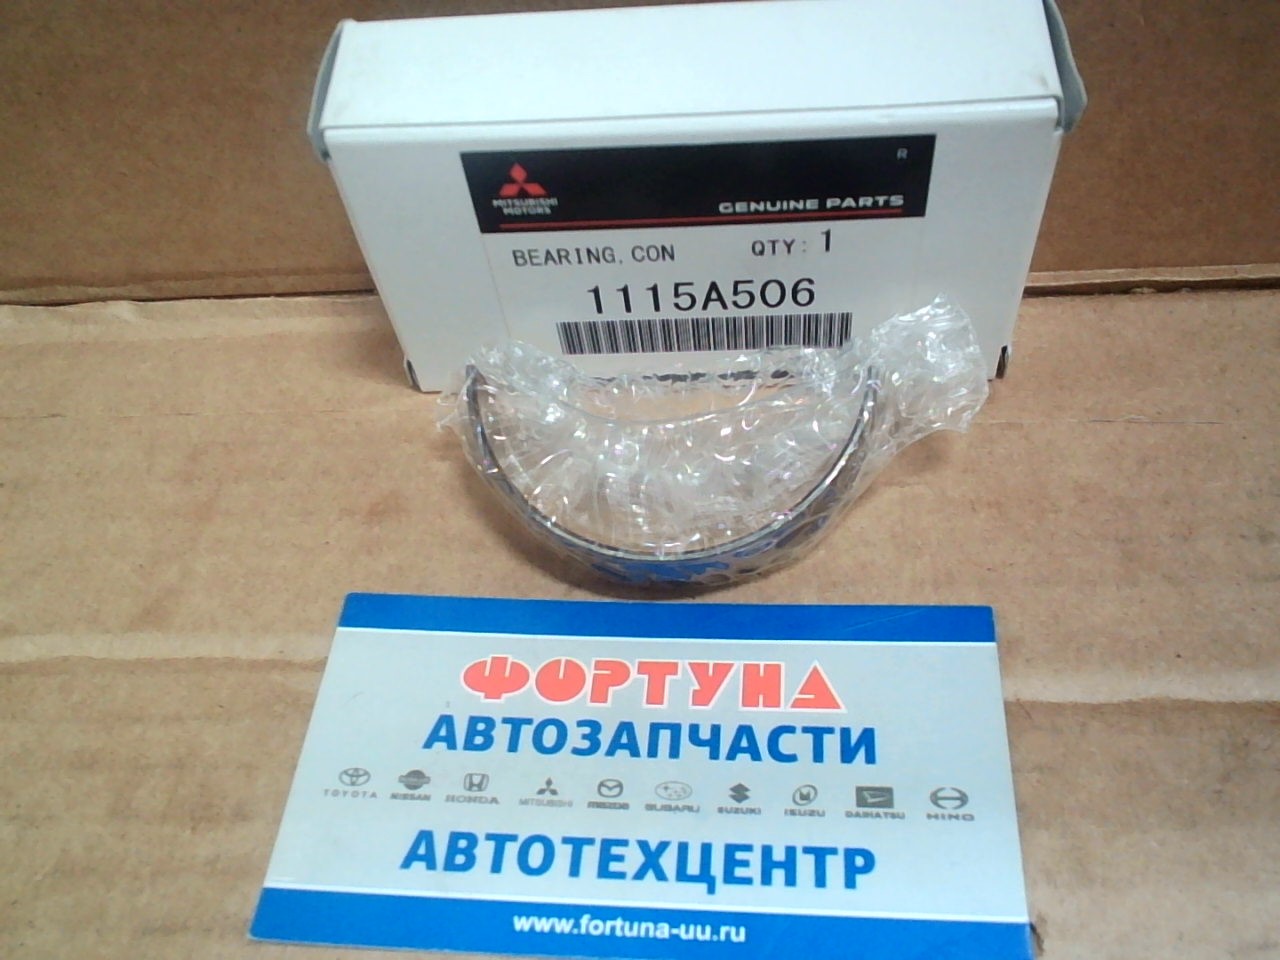 R
MITSUBISHI
MOTORS
GENUINE PARTS
BEARING, CON QTY: 1
1115A506
ФОРТУНА
АВТОЗАПЧАСТИ
TOYOTA NISSAN HONDA MITSUBISHI mazda SUBARU SUZUKI ISUZU DAIHATSU HINO
АВТОТЕХЦЕНТР
www.fortuna-uu.ru